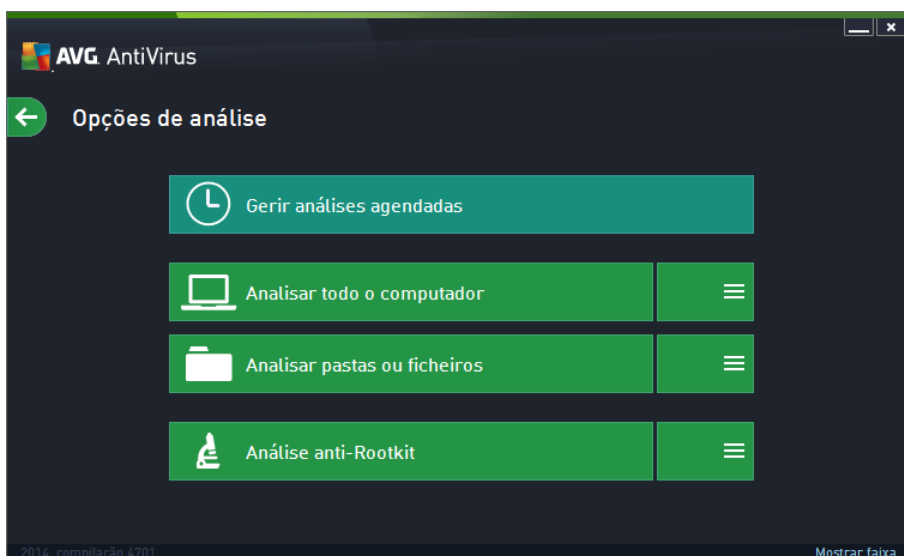 AVG. AntiVirus
Opções de análise
Gerir análises agendadas
Analisar todo o computador
Analisar pastas ou ficheiros
Análise anti-Rootkit
2014, compilação 4701
Mostrar faixa